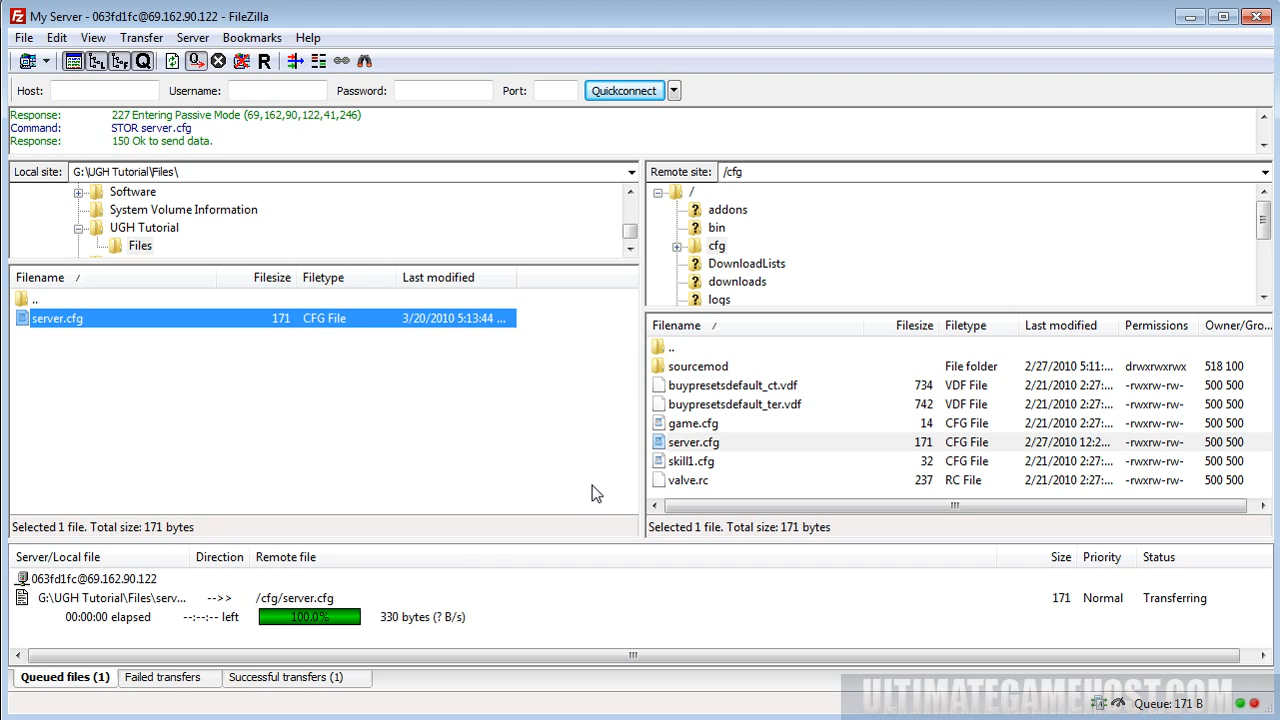 My Server - 063fd1fc@69.162.90.122 - FileZilla
File Edit View Transfer Server Bookmarks Help
Host: Username: Password: Port: Quickconnect
Response: 227 Entering Passive Mode (69,162,90,122,41,246)
Command: STOR server.cfg
Response: 150 Ok to send data.
Local site: G:\UGH Tutorial\Files\
Software
System Volume Information
UGH Tutorial
Files
Filename / Filesize Filetype Last modified
..
server.cfg 171 CFG File 3/20/2010 5:13:44 ...
Selected 1 file. Total size: 171 bytes
Remote site: /cfg
/
addons
bin
cfg
DownloadLists
downloads
logs
Filename / Filesize Filetype Last modified Permissions Owner/Gro...
..
sourcemod File folder 2/27/2010 5:11:... drwxrwxrwx 518 100
buypresetsdefault_ct.vdf 734 VDF File 2/21/2010 2:27:... -rwxrw-rw- 500 500
buypresetsdefault_ter.vdf 742 VDF File 2/21/2010 2:27:... -rwxrw-rw- 500 500
game.cfg 14 CFG File 2/21/2010 2:27:... -rwxrw-rw- 500 500
server.cfg 171 CFG File 2/27/2010 12:2... -rwxrw-rw- 500 500
skill1.cfg 32 CFG File 2/21/2010 2:27:... -rwxrw-rw- 500 500
valve.rc 237 RC File 2/21/2010 2:27:... -rwxrw-rw- 500 500
Selected 1 file. Total size: 171 bytes
Server/Local file Direction Remote file Size Priority Status
063fd1fc@69.162.90.122
G:\UGH Tutorial\Files\serv... -->> /cfg/server.cfg 171 Normal Transferring
00:00:00 elapsed --:--:-- left 100.0% 330 bytes (? B/s)
Queued files (1) Failed transfers Successful transfers (1)
ULTIMATEGAMEHOST.COM
Queue: 171 B